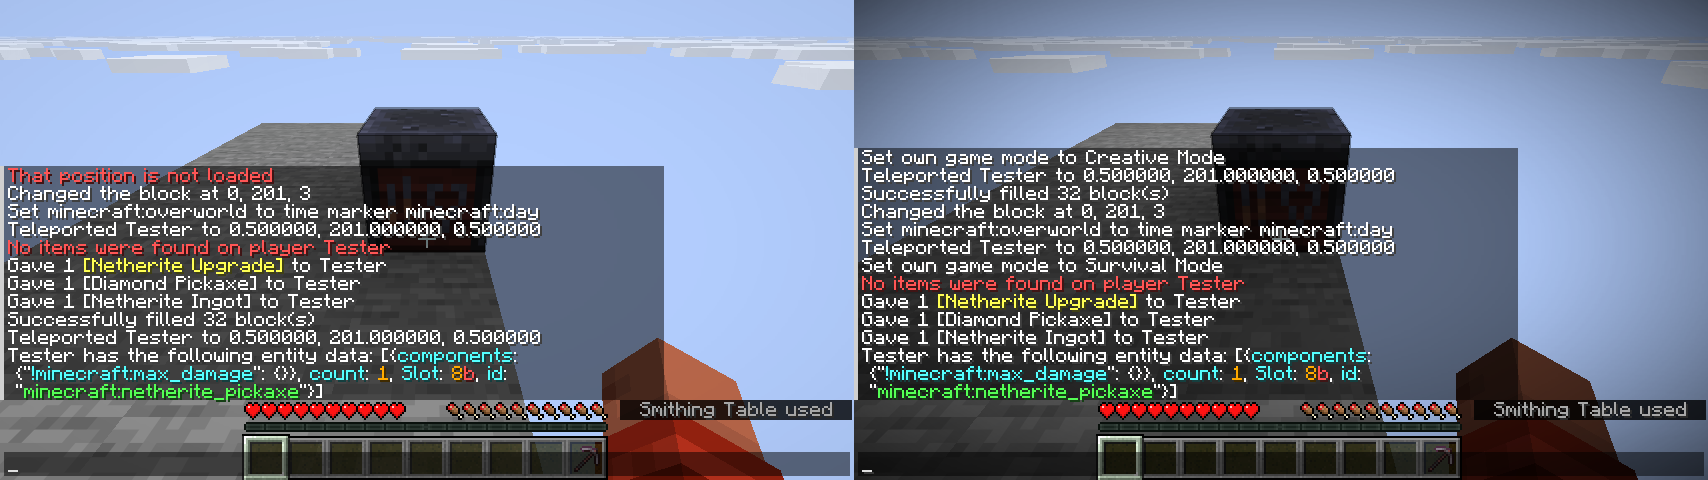 That position is not loaded
Changed the block at 0, 201, 3
Set minecraft:overworld to time marker minecraft:day
Teleported Tester to 0.500000, 201.000000, 0.500000
No items were found on player Tester
Gave 1 [Netherite Upgrade] to Tester
Gave 1 [Diamond Pickaxe] to Tester
Gave 1 [Netherite Ingot] to Tester
Successfully filled 32 block(s)
Teleported Tester to 0.500000, 201.000000, 0.500000
Tester has the following entity data: [{components:
{"!minecraft:max_damage": {}}, count: 1, Slot: 8b, id:
"minecraft:netherite_pickaxe"}]
Smithing Table used
_
Set own game mode to Creative Mode
Teleported Tester to 0.500000, 201.000000, 0.500000
Successfully filled 32 block(s)
Changed the block at 0, 201, 3
Set minecraft:overworld to time marker minecraft:day
Teleported Tester to 0.500000, 201.000000, 0.500000
Set own game mode to Survival Mode
No items were found on player Tester
Gave 1 [Netherite Upgrade] to Tester
Gave 1 [Diamond Pickaxe] to Tester
Gave 1 [Netherite Ingot] to Tester
Tester has the following entity data: [{components:
{"!minecraft:max_damage": {}}, count: 1, Slot: 8b, id:
"minecraft:netherite_pickaxe"}]
Smithing Table used
_